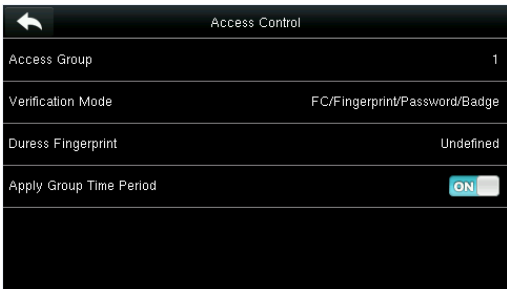 Access Control
Access Group 1
Verification Mode FC/Fingerprint/Password/Badge
Duress Fingerprint Undefined
Apply Group Time Period ON